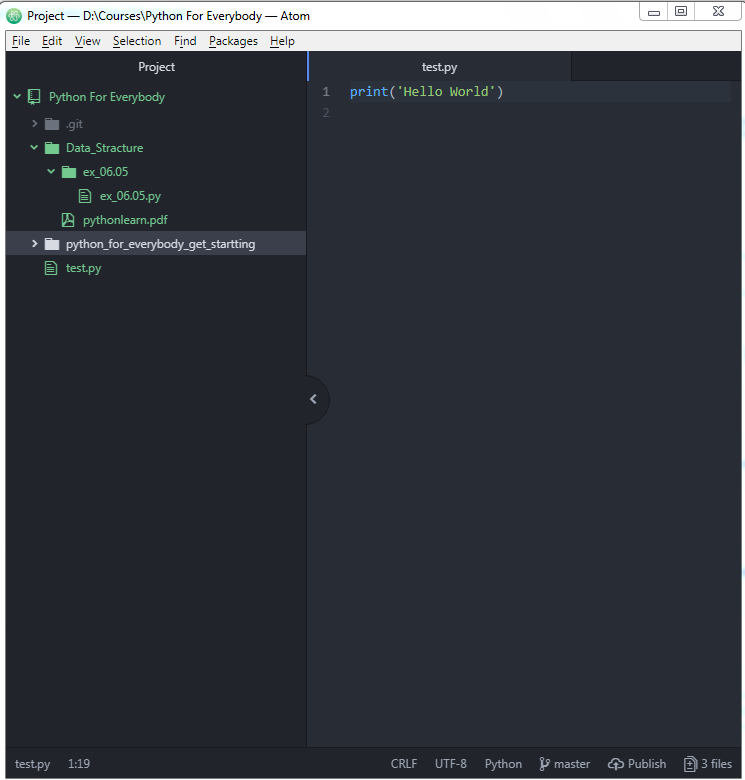 Project — D:\Courses\Python For Everybody — Atom
File Edit View Selection Find Packages Help
Project
Python For Everybody
.git
Data_Stracture
ex_06.05
ex_06.05.py
pythonlearn.pdf
python_for_everybody_get_startting
test.py
test.py
1 print('Hello World')
2
test.py 1:19 CRLF UTF-8 Python master Publish 3 files